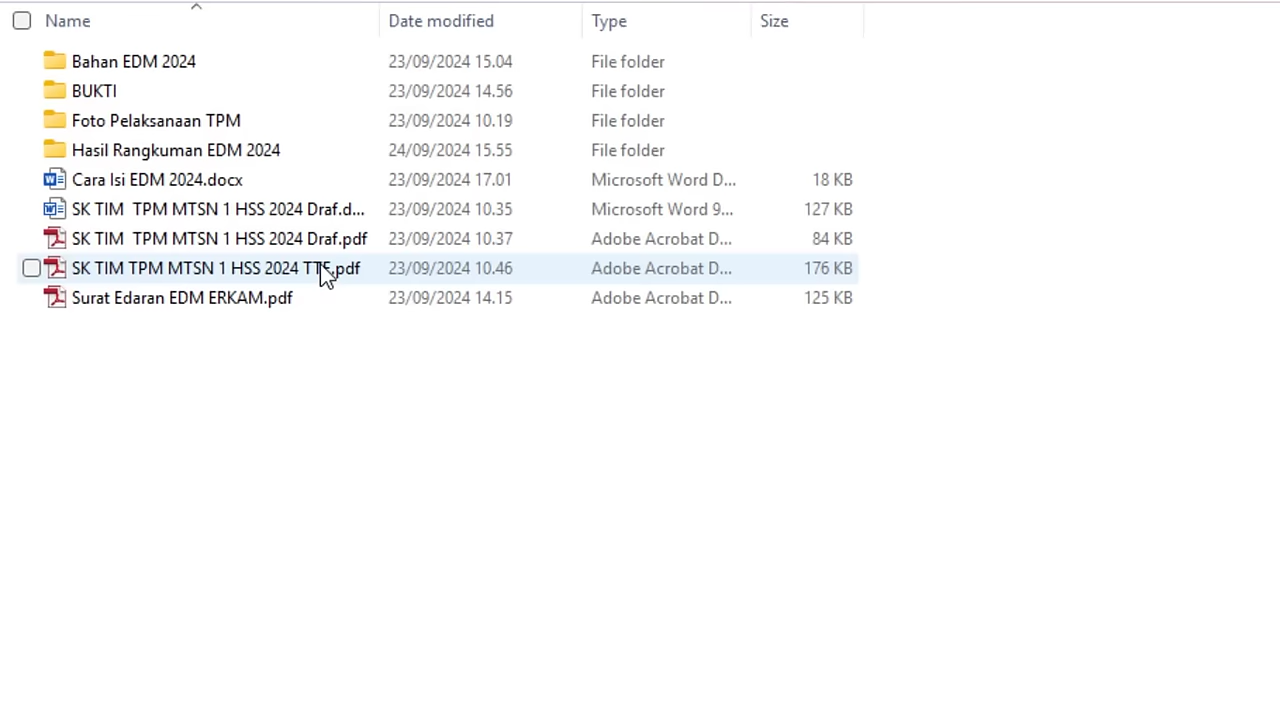 Name Date modified Type Size
Bahan EDM 2024 23/09/2024 15.04 File folder
BUKTI 23/09/2024 14.56 File folder
Foto Pelaksanaan TPM 23/09/2024 10.19 File folder
Hasil Rangkuman EDM 2024 24/09/2024 15.55 File folder
Cara Isi EDM 2024.docx 23/09/2024 17.01 Microsoft Word D... 18 KB
SK TIM  TPM MTSN 1 HSS 2024 Draf.d... 23/09/2024 10.35 Microsoft Word 9... 127 KB
SK TIM  TPM MTSN 1 HSS 2024 Draf.pdf 23/09/2024 10.37 Adobe Acrobat D... 84 KB
SK TIM TPM MTSN 1 HSS 2024 TTE.pdf 23/09/2024 10.46 Adobe Acrobat D... 176 KB
Surat Edaran EDM ERKAM.pdf 23/09/2024 14.15 Adobe Acrobat D... 125 KB